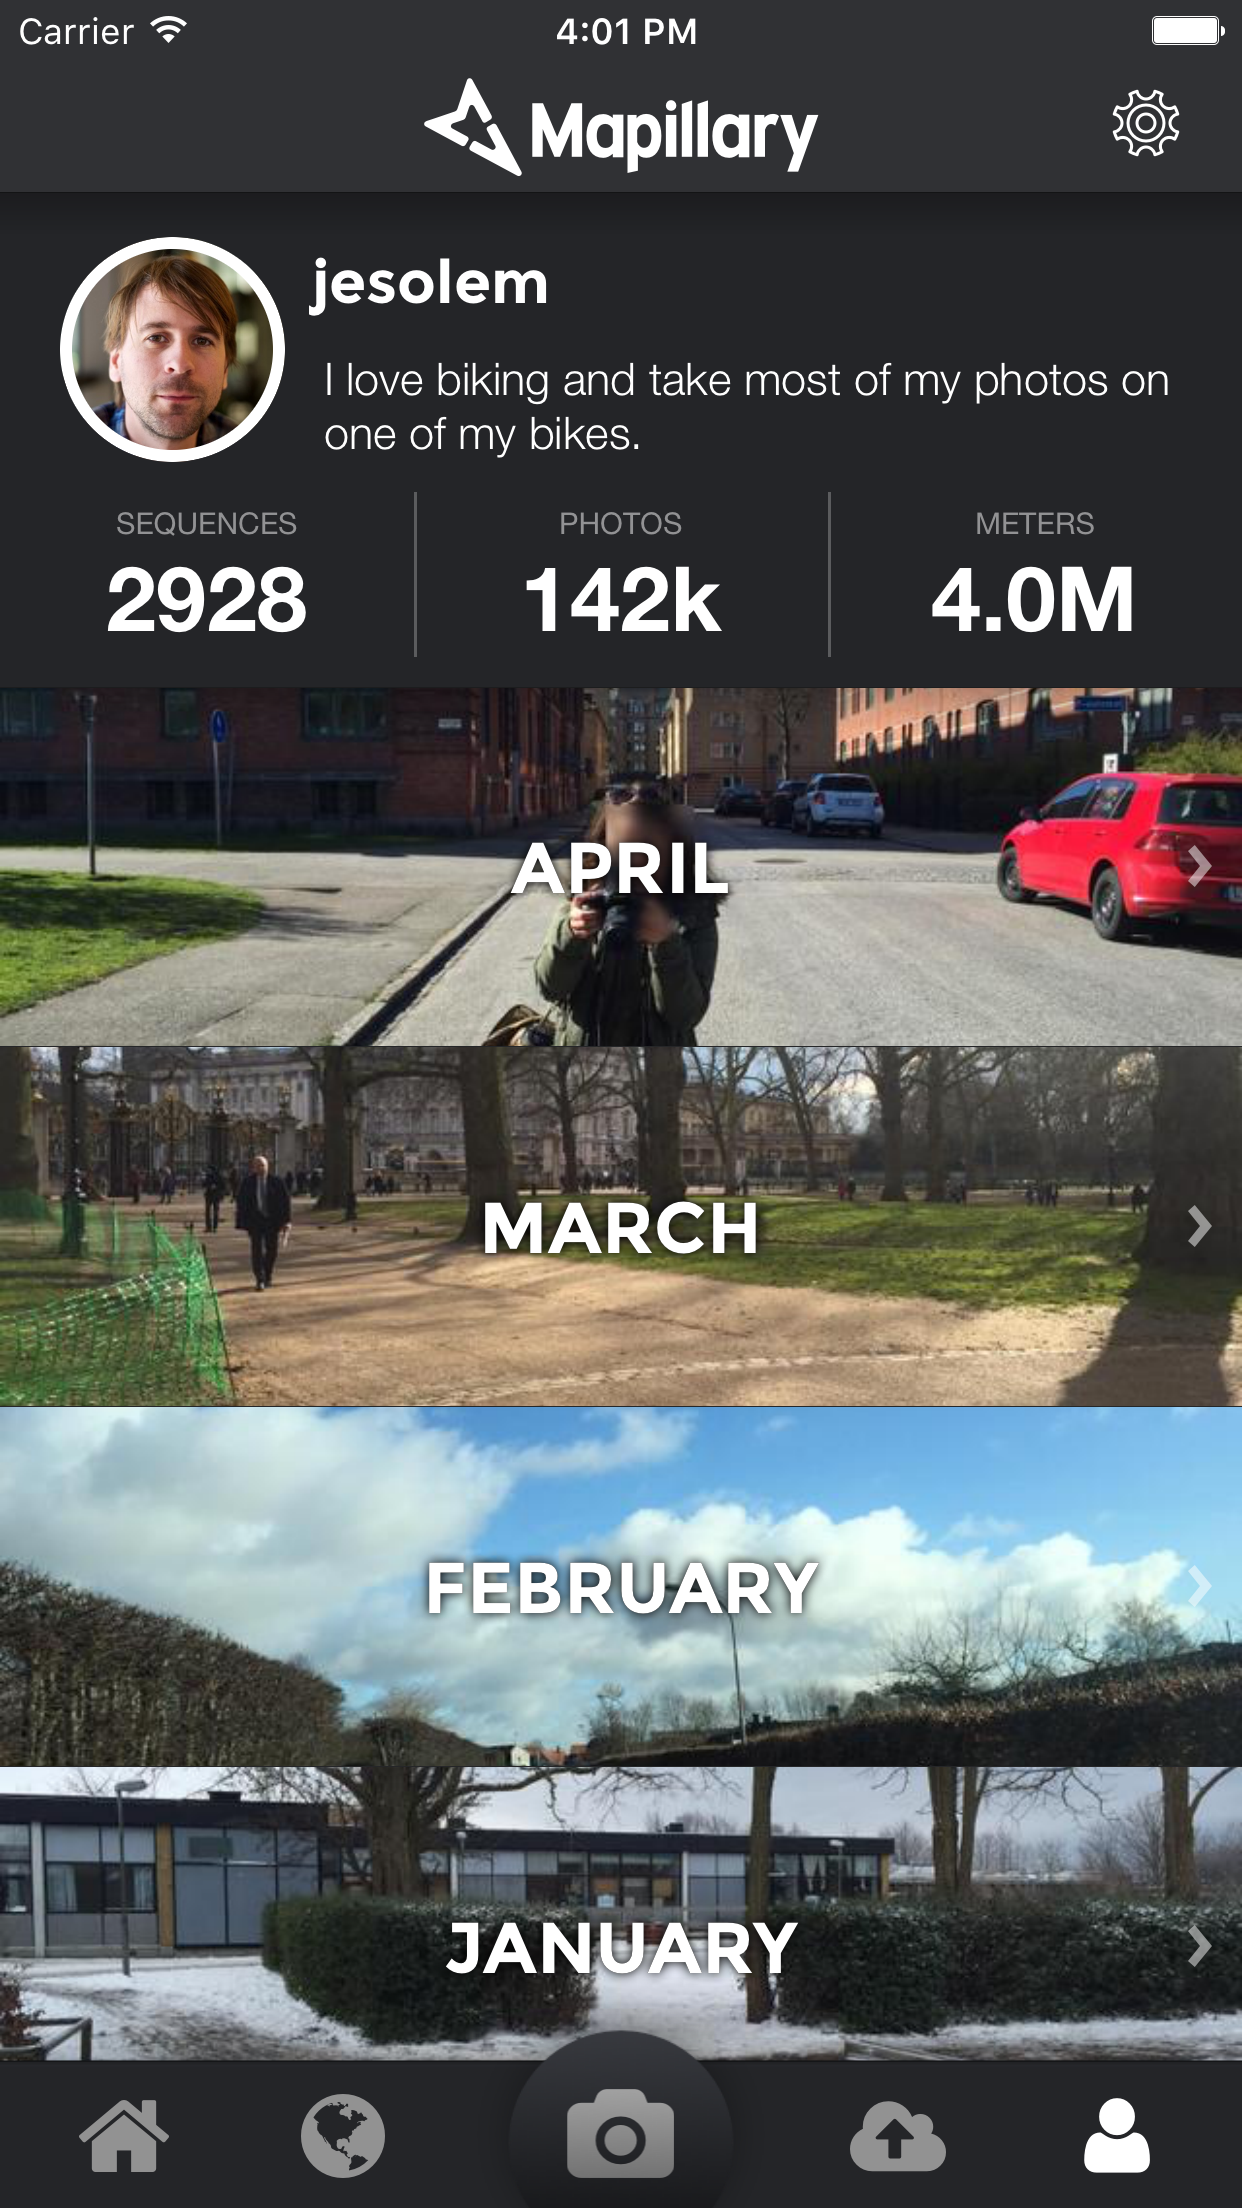 Carrier 4:01 PM
Mapillary
jesolem
I love biking and take most of my photos on
one of my bikes.
SEQUENCES PHOTOS METERS
2928 142k 4.0M
APRIL
MARCH
FEBRUARY
JANUARY